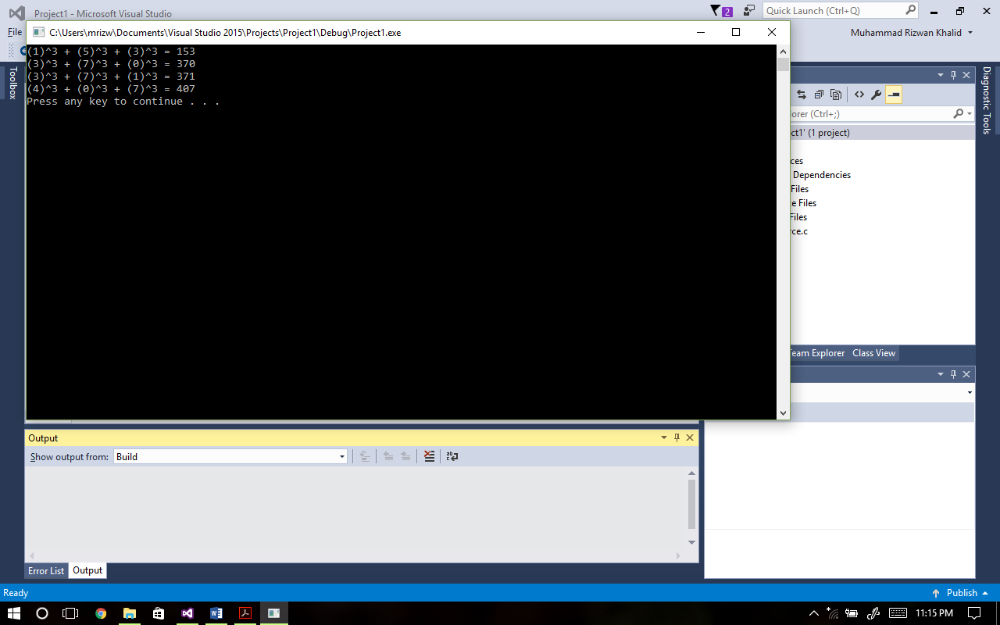 Project1 - Microsoft Visual Studio
2
Quick Launch (Ctrl+Q)
File
Muhammad Rizwan Khalid
C:\Users\mrizw\Documents\Visual Studio 2015\Projects\Project1\Debug\Project1.exe
(1)^3 + (5)^3 + (3)^3 = 153
(3)^3 + (7)^3 + (0)^3 = 370
(3)^3 + (7)^3 + (1)^3 = 371
(4)^3 + (0)^3 + (7)^3 = 407
Press any key to continue . . .
Toolbox
Diagnostic Tools
lorer (Ctrl+;)
ct1' (1 project)
ces
Dependencies
Files
e Files
Files
rce.c
Team Explorer Class View
Output
Show output from: Build
Error List Output
Ready
Publish
11:15 PM